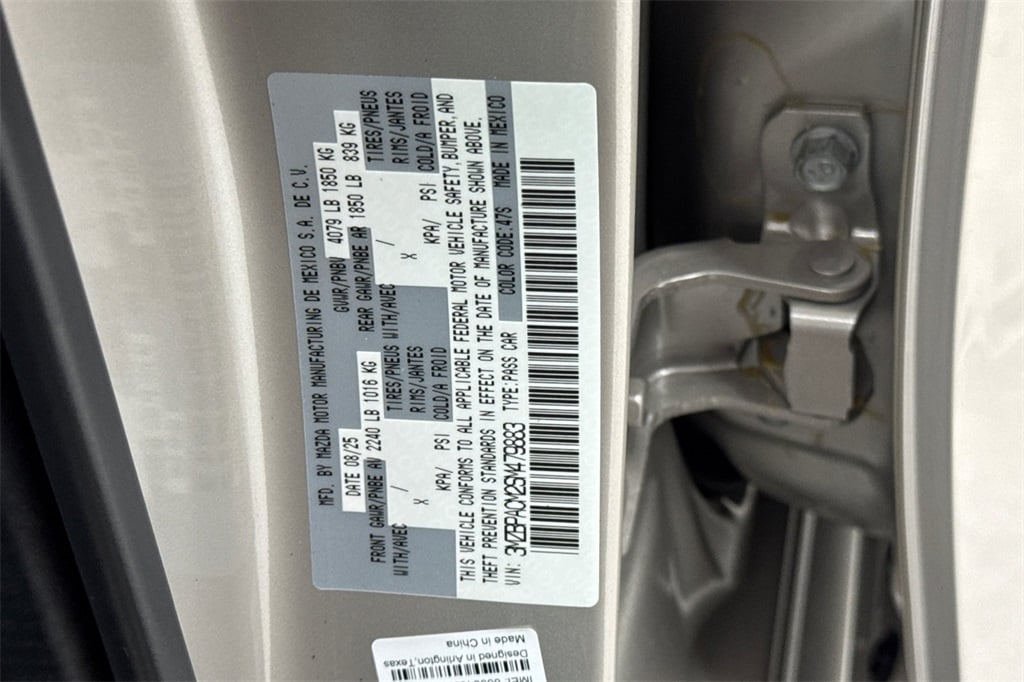 MFD. BY MAZDA MOTOR MANUFACTURING DE MEXICO S.A. DE C.V.
DATE 08/25 GVWR/PNBV 4079 LB 1850 KG
FRONT GAWR/PNBE AV 2240 LB 1016 KG REAR GAWR/PNBE AR 1850 LB 839 KG
WITH/AVEC / TIRES/PNEUS WITH/AVEC / TIRES/PNEUS
X RIMS/JANTES X RIMS/JANTES
KPA/ PSI COLD/A FROID KPA/ PSI COLD/A FROID
THIS VEHICLE CONFORMS TO ALL APPLICABLE FEDERAL MOTOR VEHICLE SAFETY,BUMPER,AND
THEFT PREVENTION STANDARDS IN EFFECT ON THE DATE OF MANUFACTURE SHOWN ABOVE.
VIN: 3MZBPACM2SM479883 TYPE:PASS CAR COLOR CODE:47S MADE IN MEXICO
Made in China
Designed in Arlington,Texas
IMEI: